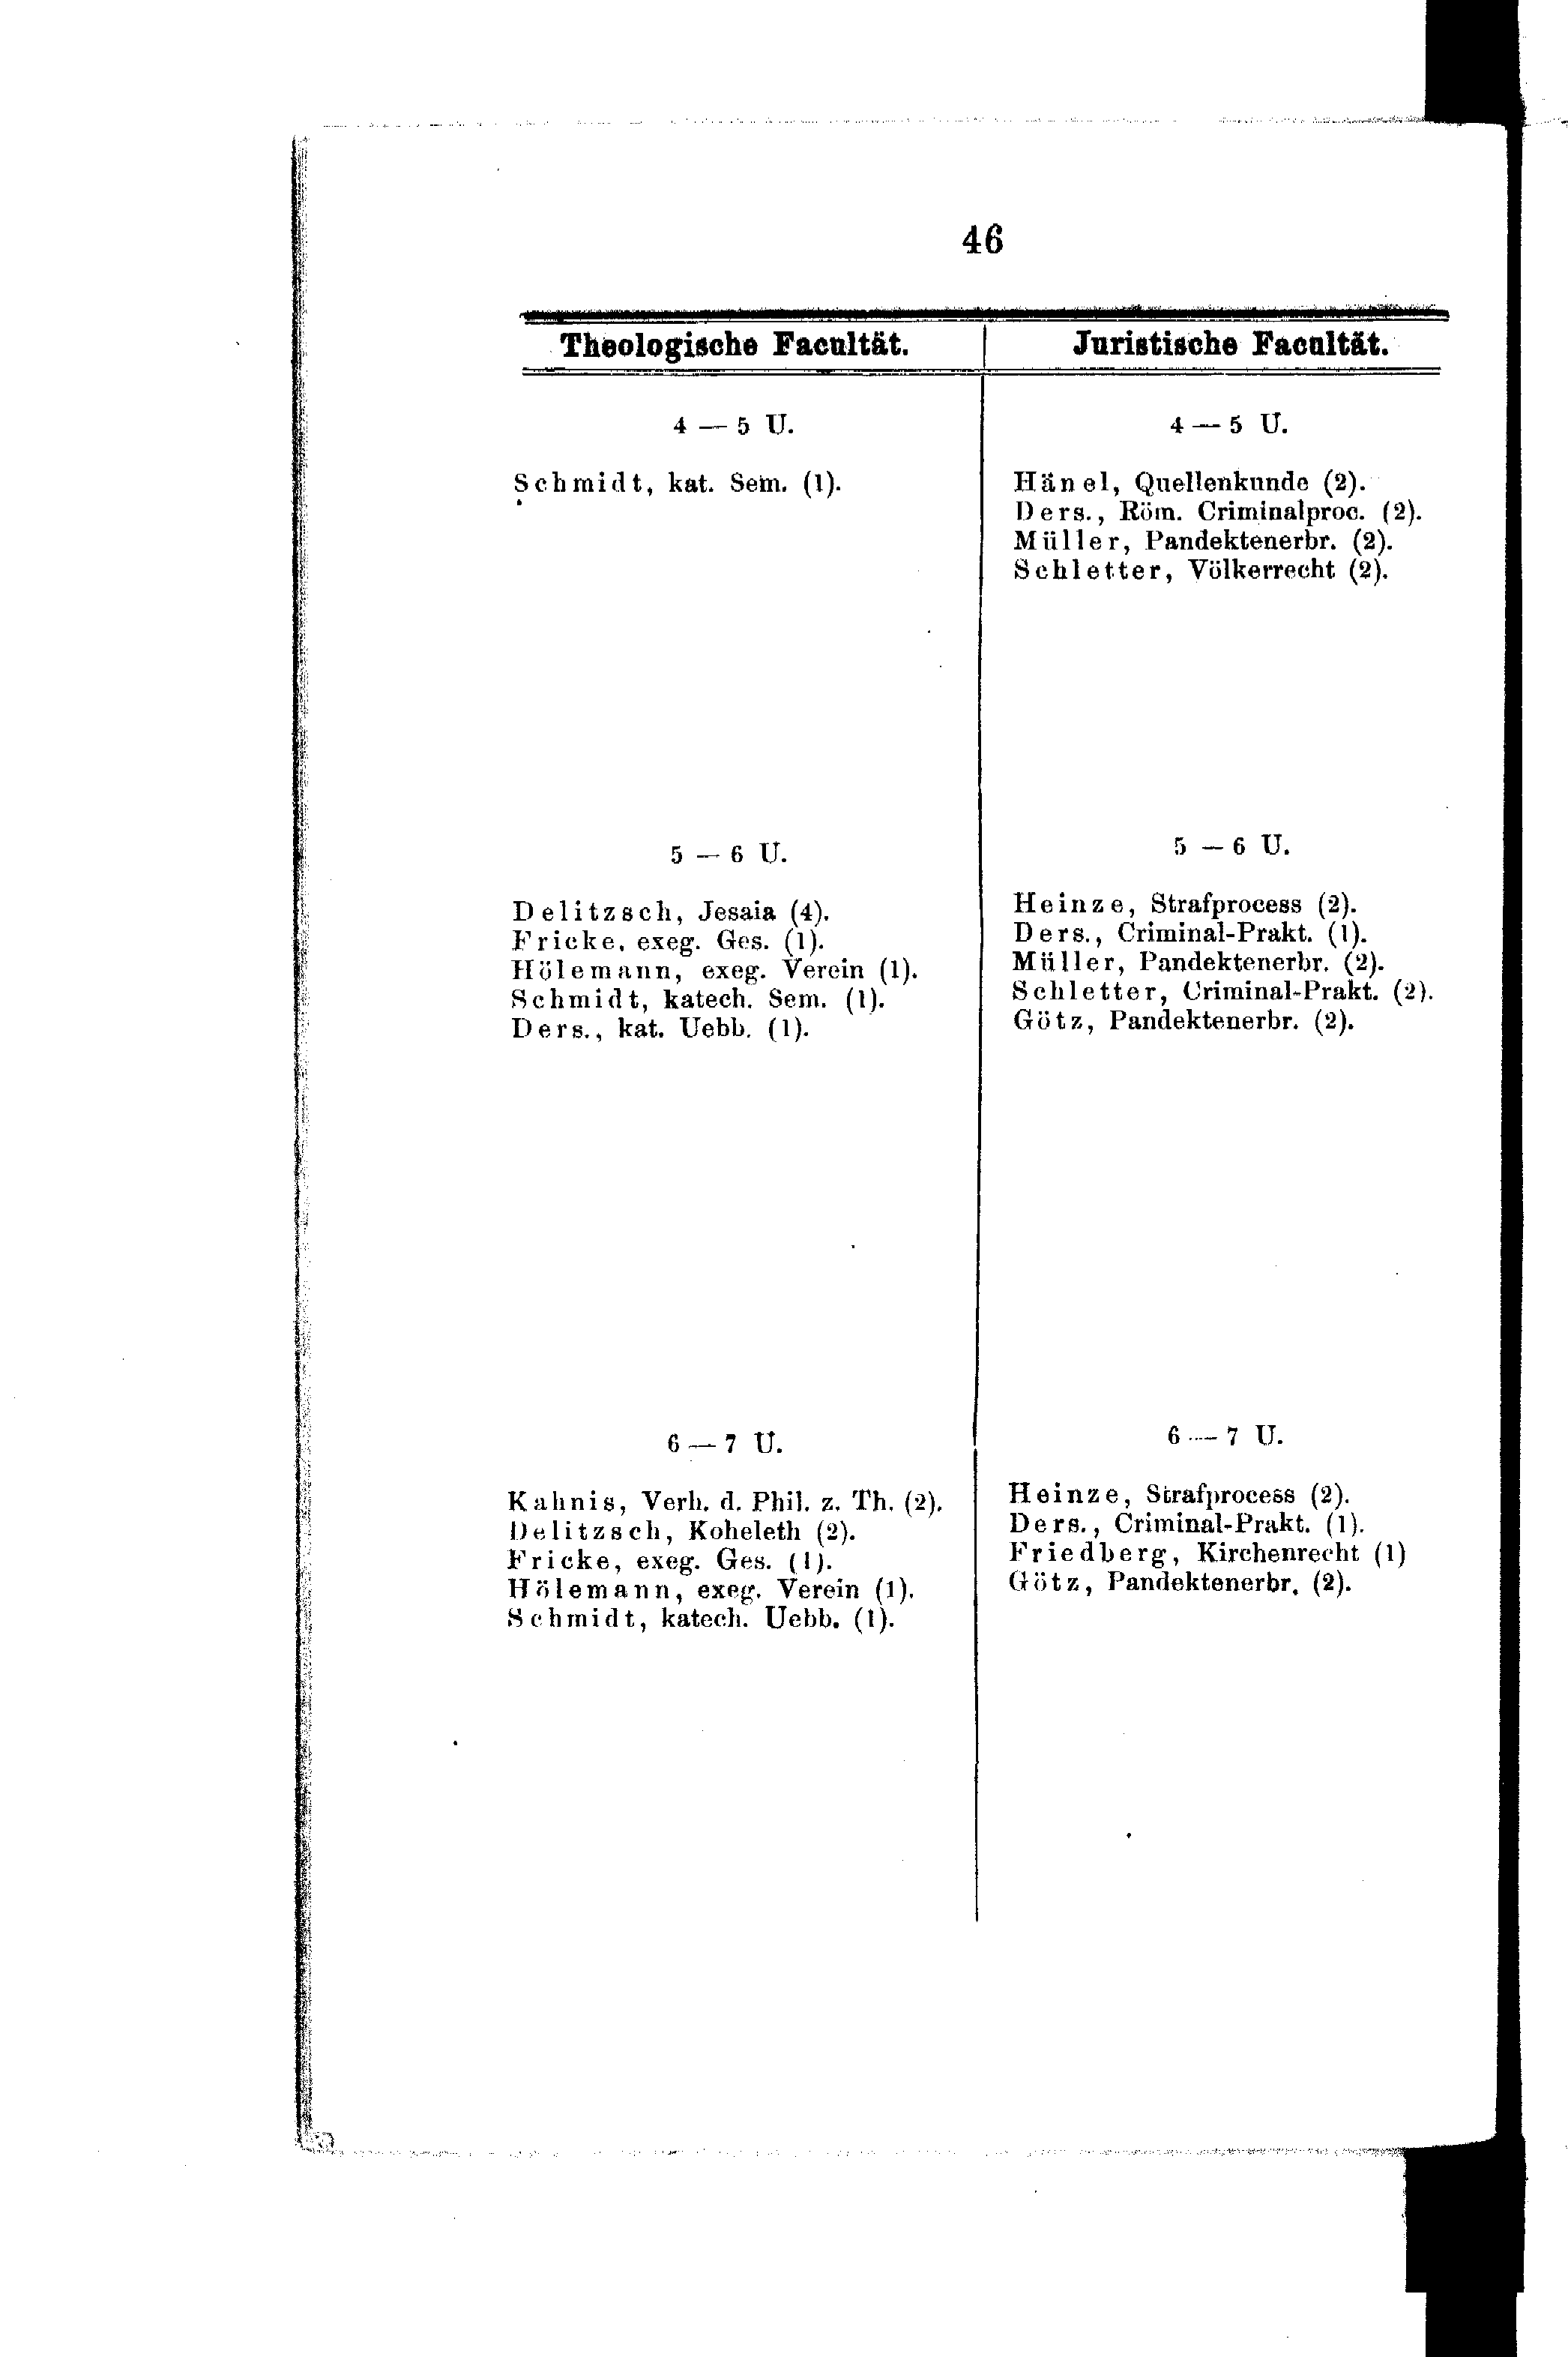 46
Theologische Facultät.
4 — 5 U.
Schmidt, kat. Sem. (1).
5 — 6 U.
Delitzsch, Jesaia (4).
Fricke, exeg. Ges. (1).
Hölemann, exeg. Verein (1).
Schmidt, katech. Sem. (1).
Ders., kat. Uebb. (1).
6 — 7 U.
Kahnis, Verh. d. Phil. z. Th. (2).
Delitzsch, Koheleth (2).
Fricke, exeg. Ges. (1).
Hölemann, exeg. Verein (1).
Schmidt, katech. Uebb. (1).
Juristische Facultät.
4 — 5 U.
Hänel, Quellenkunde (2).
Ders., Röm. Criminalproc. (2).
Müller, Pandektenerbr. (2).
Schletter, Völkerrecht (2).
5 — 6 U.
Heinze, Strafprocess (2).
Ders., Criminal-Prakt. (1).
Müller, Pandektenerbr. (2).
Schletter, Criminal-Prakt. (2).
Götz, Pandektenerbr. (2).
6 — 7 U.
Heinze, Strafprocess (2).
Ders., Criminal-Prakt. (1).
Friedberg, Kirchenrecht (1)
Götz, Pandektenerbr. (2).